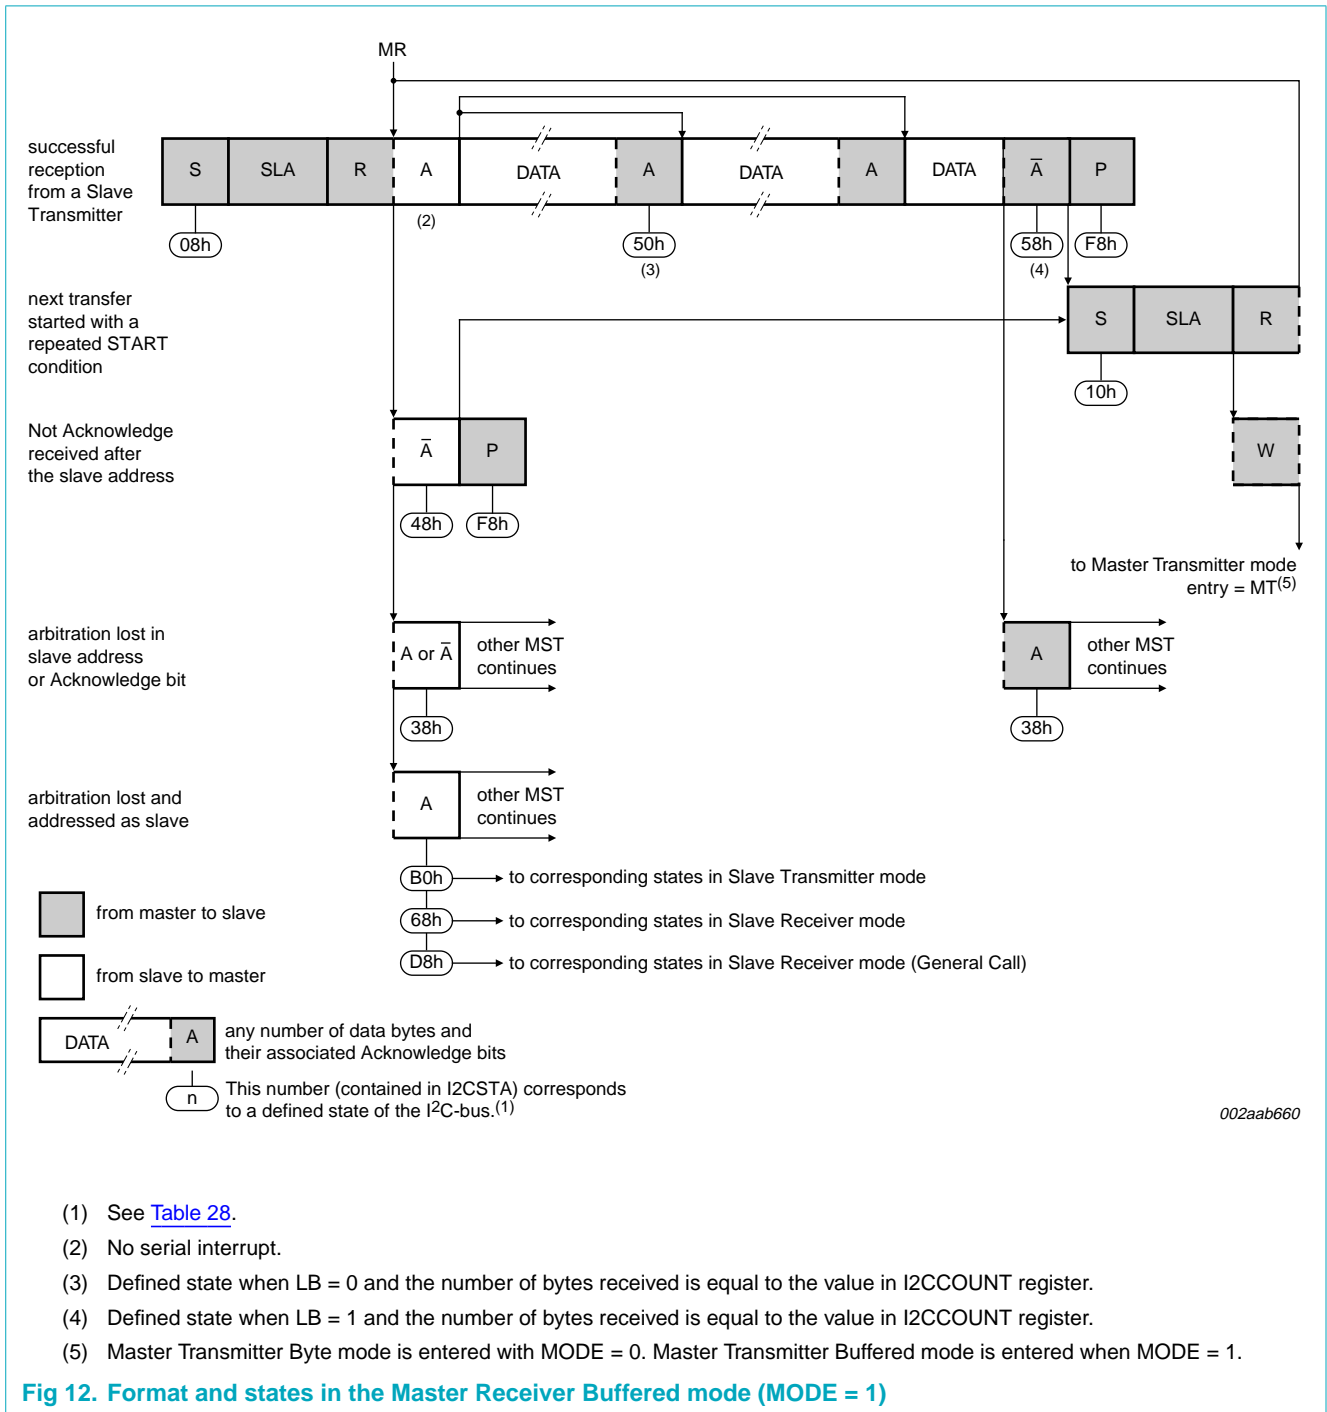 MR
successful
reception
from a Slave
Transmitter
S SLA R A DATA A DATA A DATA A̅ P
(2)
08h 50h 58h F8h
(3) (4)
next transfer
started with a
repeated START
condition
S SLA R
10h
Not Acknowledge
received after
the slave address
A̅ P W
48h F8h
to Master Transmitter mode
entry = MT(5)
arbitration lost in
slave address
or Acknowledge bit
A or A̅ other MST
continues
A other MST
continues
38h 38h
arbitration lost and
addressed as slave
A other MST
continues
B0h to corresponding states in Slave Transmitter mode
68h to corresponding states in Slave Receiver mode
D8h to corresponding states in Slave Receiver mode (General Call)
from master to slave
from slave to master
DATA A any number of data bytes and
their associated Acknowledge bits
n This number (contained in I2CSTA) corresponds
to a defined state of the I²C-bus.(1)
002aab660
(1) See Table 28.
(2) No serial interrupt.
(3) Defined state when LB = 0 and the number of bytes received is equal to the value in I2CCOUNT register.
(4) Defined state when LB = 1 and the number of bytes received is equal to the value in I2CCOUNT register.
(5) Master Transmitter Byte mode is entered with MODE = 0. Master Transmitter Buffered mode is entered when MODE = 1.
Fig 12. Format and states in the Master Receiver Buffered mode (MODE = 1)